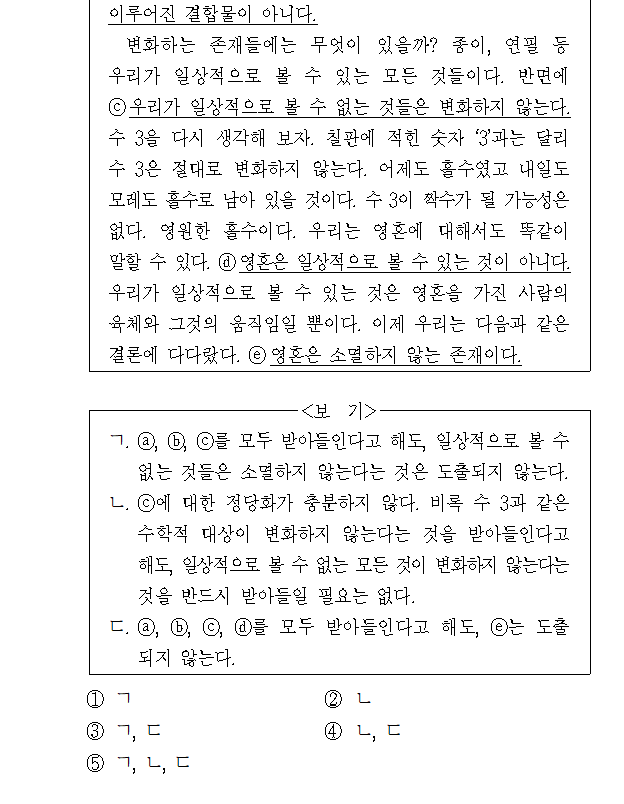 이루어진 결합물이 아니다.
변화하는 존재들에는 무엇이 있을까? 종이, 연필 등
우리가 일상적으로 볼 수 있는 모든 것들이다. 반면에
ⓒ우리가 일상적으로 볼 수 없는 것들은 변화하지 않는다.
수 3을 다시 생각해 보자. 칠판에 적힌 숫자 ‘3’과는 달리
수 3은 절대로 변화하지 않는다. 어제도 홀수였고 내일도
모레도 홀수로 남아 있을 것이다. 수 3이 짝수가 될 가능성은
없다. 영원한 홀수이다. 우리는 영혼에 대해서도 똑같이
말할 수 있다. ⓓ영혼은 일상적으로 볼 수 있는 것이 아니다.
우리가 일상적으로 볼 수 있는 것은 영혼을 가진 사람의
육체와 그것의 움직임일 뿐이다. 이제 우리는 다음과 같은
결론에 다다랐다. ⓔ영혼은 소멸하지 않는 존재이다.
<보 기>
ㄱ. ⓐ, ⓑ, ⓒ를 모두 받아들인다고 해도, 일상적으로 볼 수
없는 것들은 소멸하지 않는다는 것은 도출되지 않는다.
ㄴ. ⓒ에 대한 정당화가 충분하지 않다. 비록 수 3과 같은
수학적 대상이 변화하지 않는다는 것을 받아들인다고
해도, 일상적으로 볼 수 없는 모든 것이 변화하지 않는다는
것을 반드시 받아들일 필요는 없다.
ㄷ. ⓐ, ⓑ, ⓒ, ⓓ를 모두 받아들인다고 해도, ⓔ는 도출
되지 않는다.
① ㄱ ② ㄴ
③ ㄱ, ㄷ ④ ㄴ, ㄷ
⑤ ㄱ, ㄴ, ㄷ